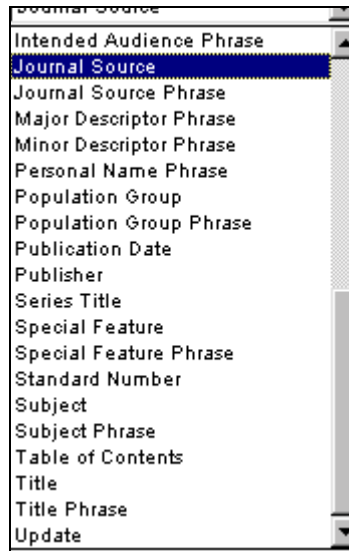 Journal Source
Intended Audience Phrase
Journal Source
Journal Source Phrase
Major Descriptor Phrase
Minor Descriptor Phrase
Personal Name Phrase
Population Group
Population Group Phrase
Publication Date
Publisher
Series Title
Special Feature
Special Feature Phrase
Standard Number
Subject
Subject Phrase
Table of Contents
Title
Title Phrase
Update